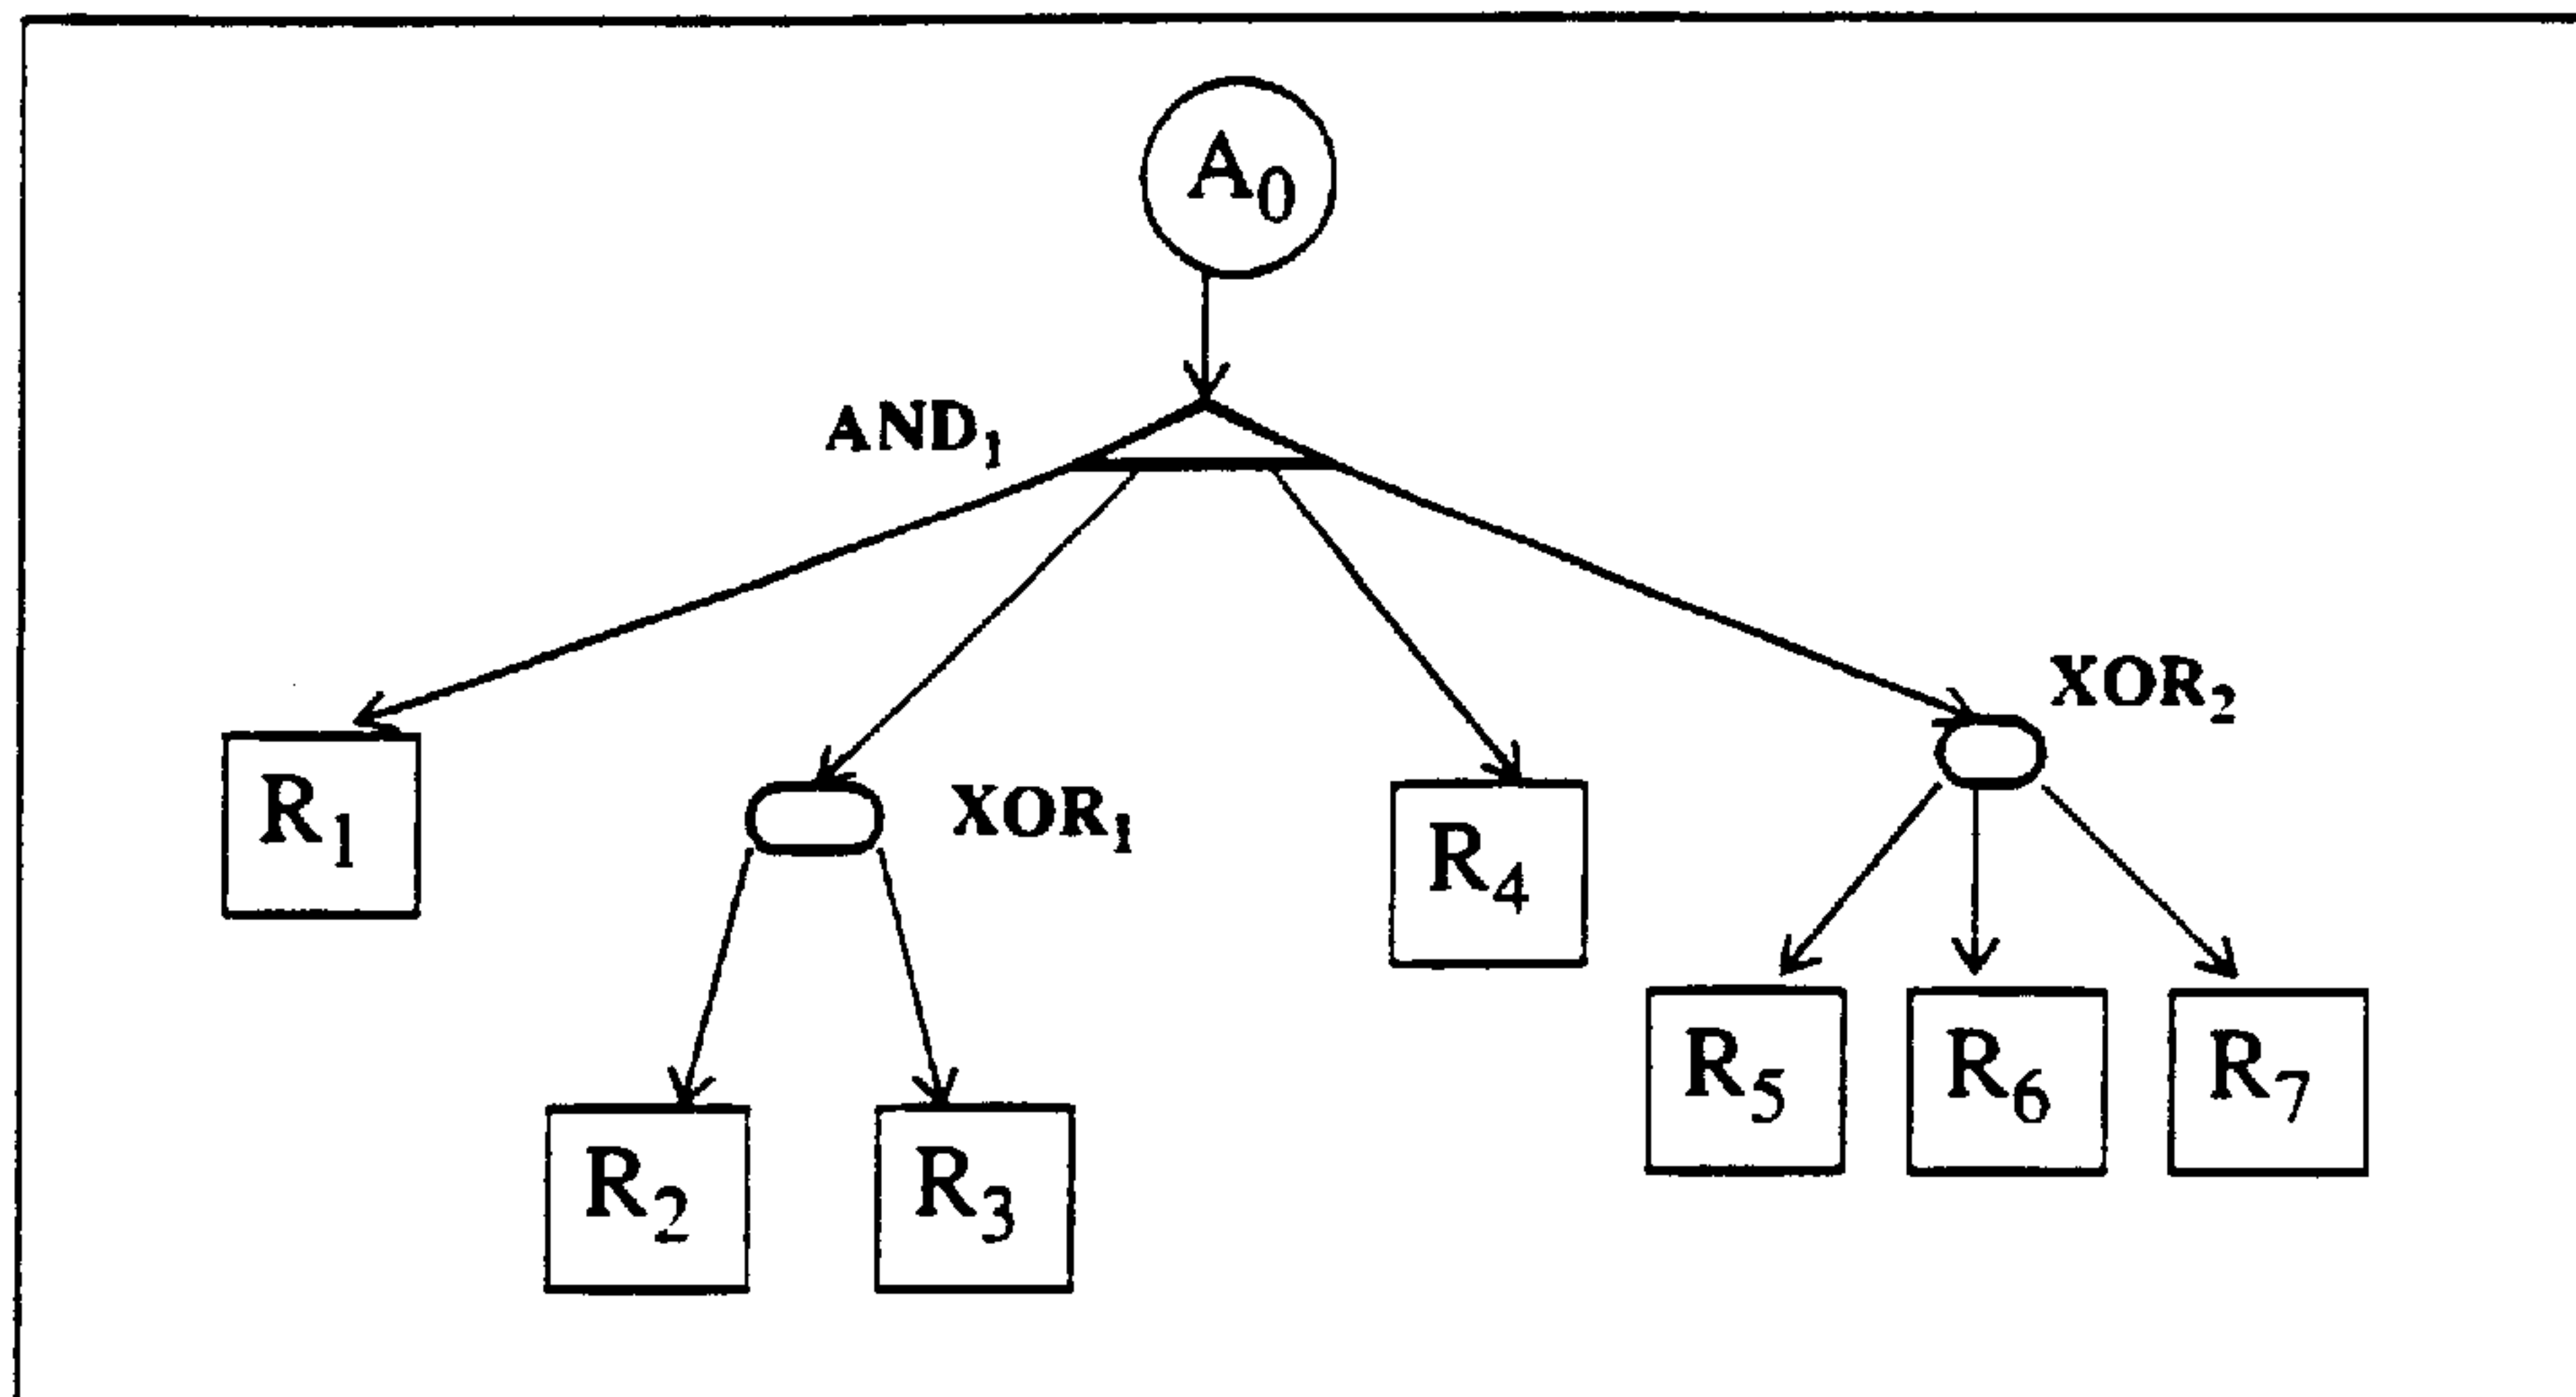 A₀
AND₁
XOR₂
R₁
XOR₁
R₄
R₅ R₆ R₇
R₂ R₃